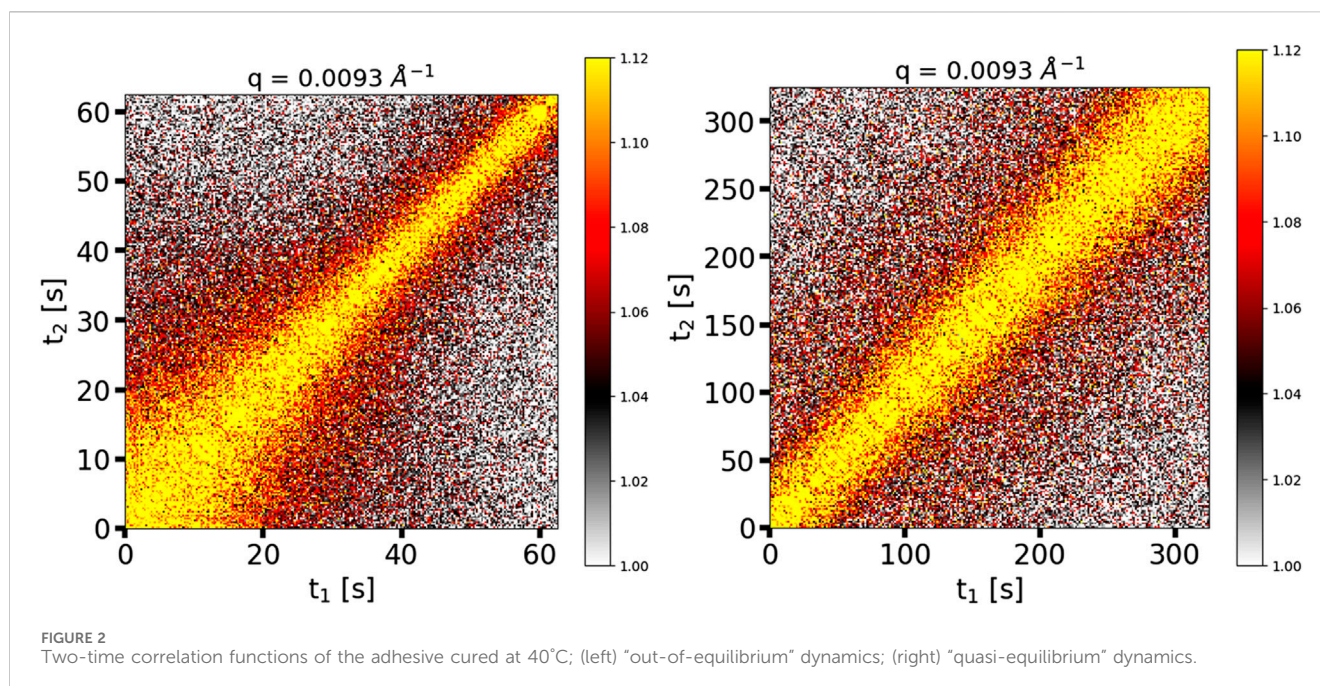 q = 0.0093 Å⁻¹
60
50
40
30
20
10
0
t₂ [s]
0 20 40 60
t₁ [s]
1.12
1.10
1.08
1.06
1.04
1.02
1.00
q = 0.0093 Å⁻¹
300
250
200
150
100
50
0
t₂ [s]
0 100 200 300
t₁ [s]
1.12
1.10
1.08
1.06
1.04
1.02
1.00
FIGURE 2
Two-time correlation functions of the adhesive cured at 40°C; (left) “out-of-equilibrium” dynamics; (right) “quasi-equilibrium” dynamics.